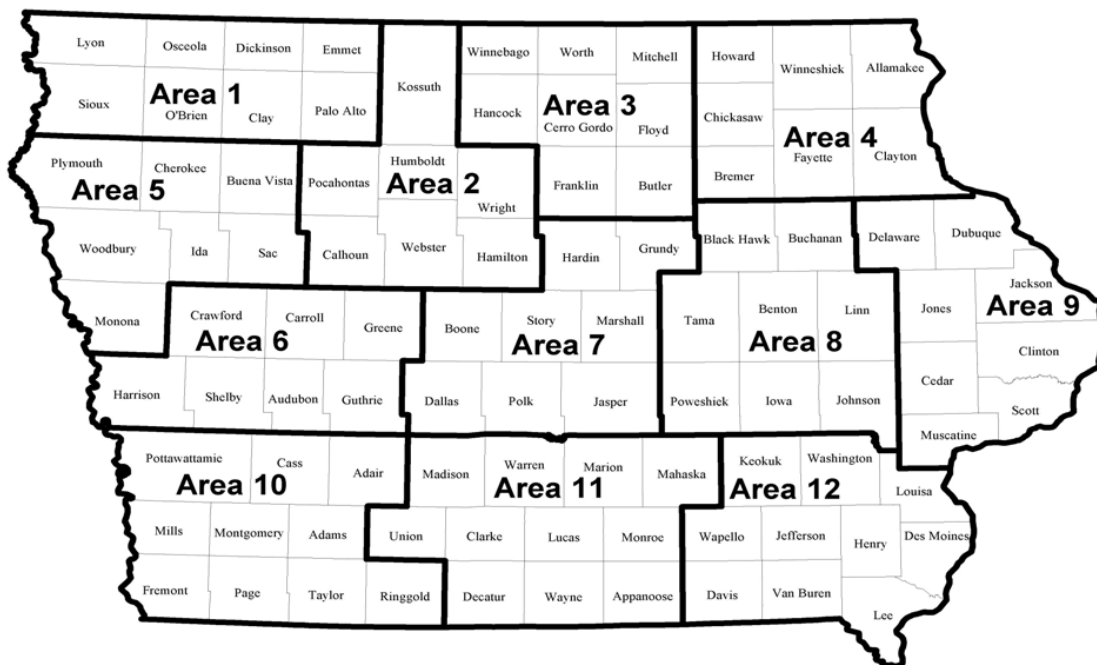 Lyon
Osceola
Dickinson
Emmet
Kossuth
Winnebago
Worth
Mitchell
Howard
Winneshiek
Allamakee
Sioux
Area 1
O'Brien
Clay
Palo Alto
Hancock
Area 3
Cerro Gordo
Floyd
Chickasaw
Area 4
Fayette
Clayton
Plymouth
Cherokee
Buena Vista
Area 5
Pocahontas
Humboldt
Area 2
Wright
Franklin
Butler
Bremer
Woodbury
Ida
Sac
Calhoun
Webster
Hamilton
Hardin
Grundy
Black Hawk
Buchanan
Delaware
Dubuque
Monona
Crawford
Carroll
Greene
Area 6
Boone
Story
Marshall
Area 7
Tama
Benton
Linn
Area 8
Jones
Jackson
Area 9
Clinton
Harrison
Shelby
Audubon
Guthrie
Dallas
Polk
Jasper
Poweshiek
Iowa
Johnson
Cedar
Scott
Muscatine
Pottawattamie
Cass
Adair
Area 10
Madison
Warren
Marion
Mahaska
Area 11
Keokuk
Washington
Area 12
Louisa
Mills
Montgomery
Adams
Union
Clarke
Lucas
Monroe
Wapello
Jefferson
Henry
Des Moines
Fremont
Page
Taylor
Ringgold
Decatur
Wayne
Appanoose
Davis
Van Buren
Lee